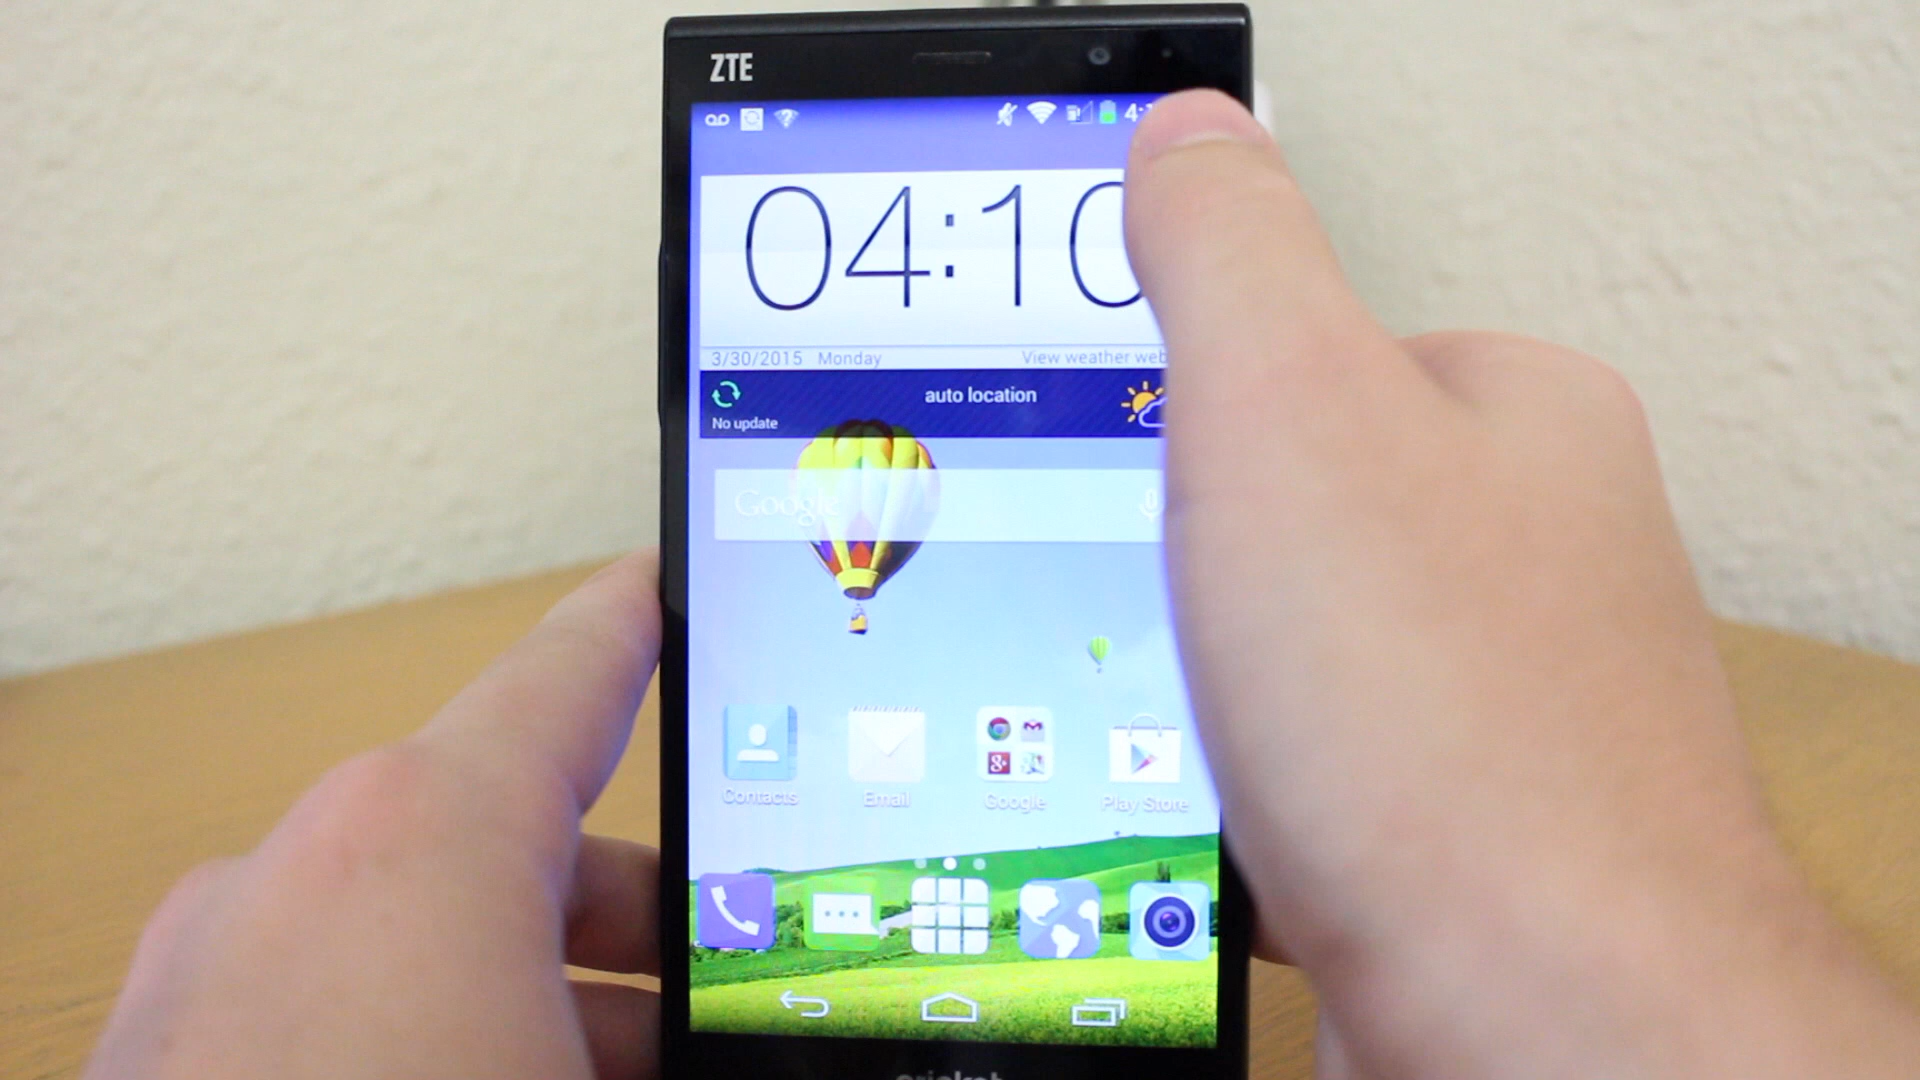 ZTE
04:10
3/30/2015 Monday View weather web
auto location
No update
Google
Contacts Email Google Play Store
cricket